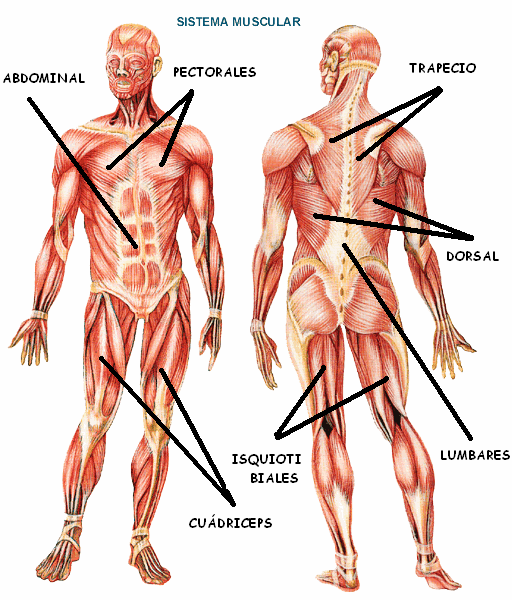 SISTEMA MUSCULAR
ABDOMINAL
PECTORALES
TRAPECIO
DORSAL
ISQUIOTI
BIALES
LUMBARES
CUÁDRICEPS